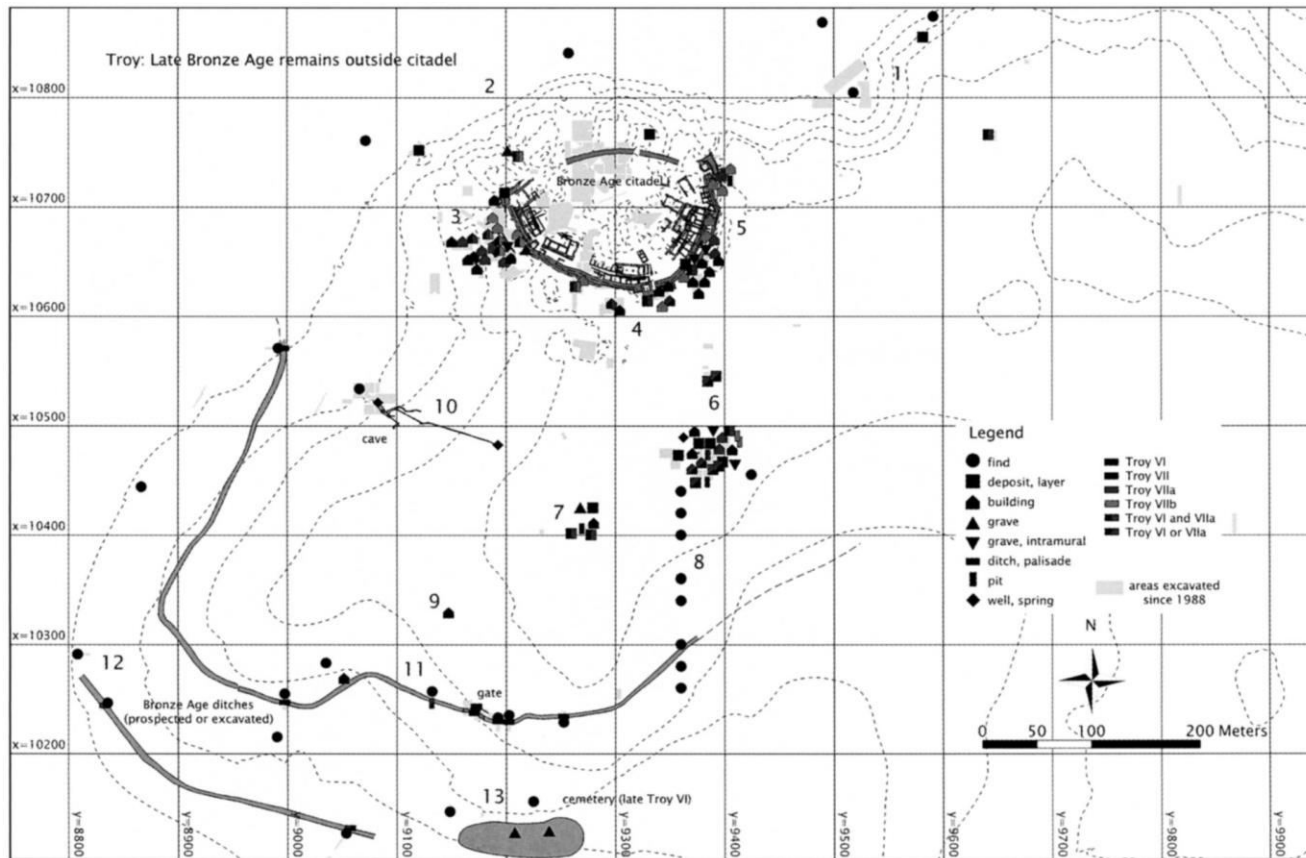 Troy: Late Bronze Age remains outside citadel
1
2
x=10800
Bronze Age citadel
x=10700
3
5
x=10600
4
10
cave
x=10500
6
7
x=10400
8
9
x=10300
12
11
gate
Bronze Age ditches
(prospected or excavated)
x=10200
13
cemetery (late Troy VI)
Legend
find
deposit, layer
building
grave
grave, intramural
ditch, palisade
pit
well, spring
Troy VI
Troy VII
Troy VIIa
Troy VIIb
Troy VI and VIIa
Troy VI or VIIa
areas excavated
since 1988
N
0 50 100 200 Meters
y=8800
y=8900
y=9000
y=9100
y=9300
y=9400
y=9500
y=9600
y=9700
y=9800
y=9900